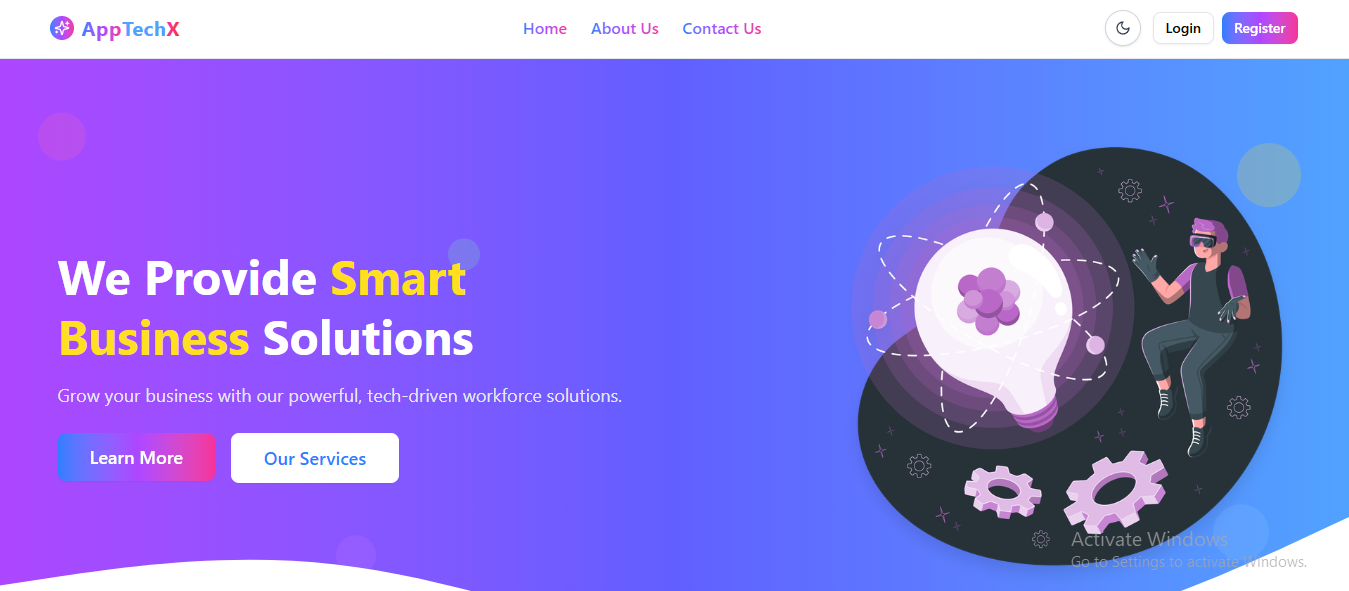 AppTechX
Home About Us Contact Us
Login Register
We Provide Smart
Business Solutions
Grow your business with our powerful, tech-driven workforce solutions.
Learn More Our Services
Activate Windows
Go to Settings to activate Windows.